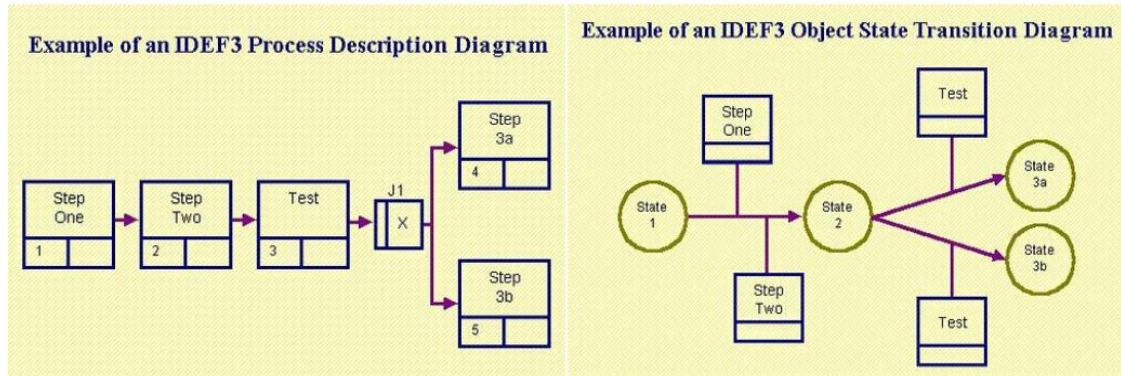 Example of an IDEF3 Process Description Diagram
Step
One
1
Step
Two
2
Test
3
J1
X
Step
3a
4
Step
3b
5
Example of an IDEF3 Object State Transition Diagram
State
1
Step
One
Step
Two
State
2
Test
State
3a
State
3b
Test